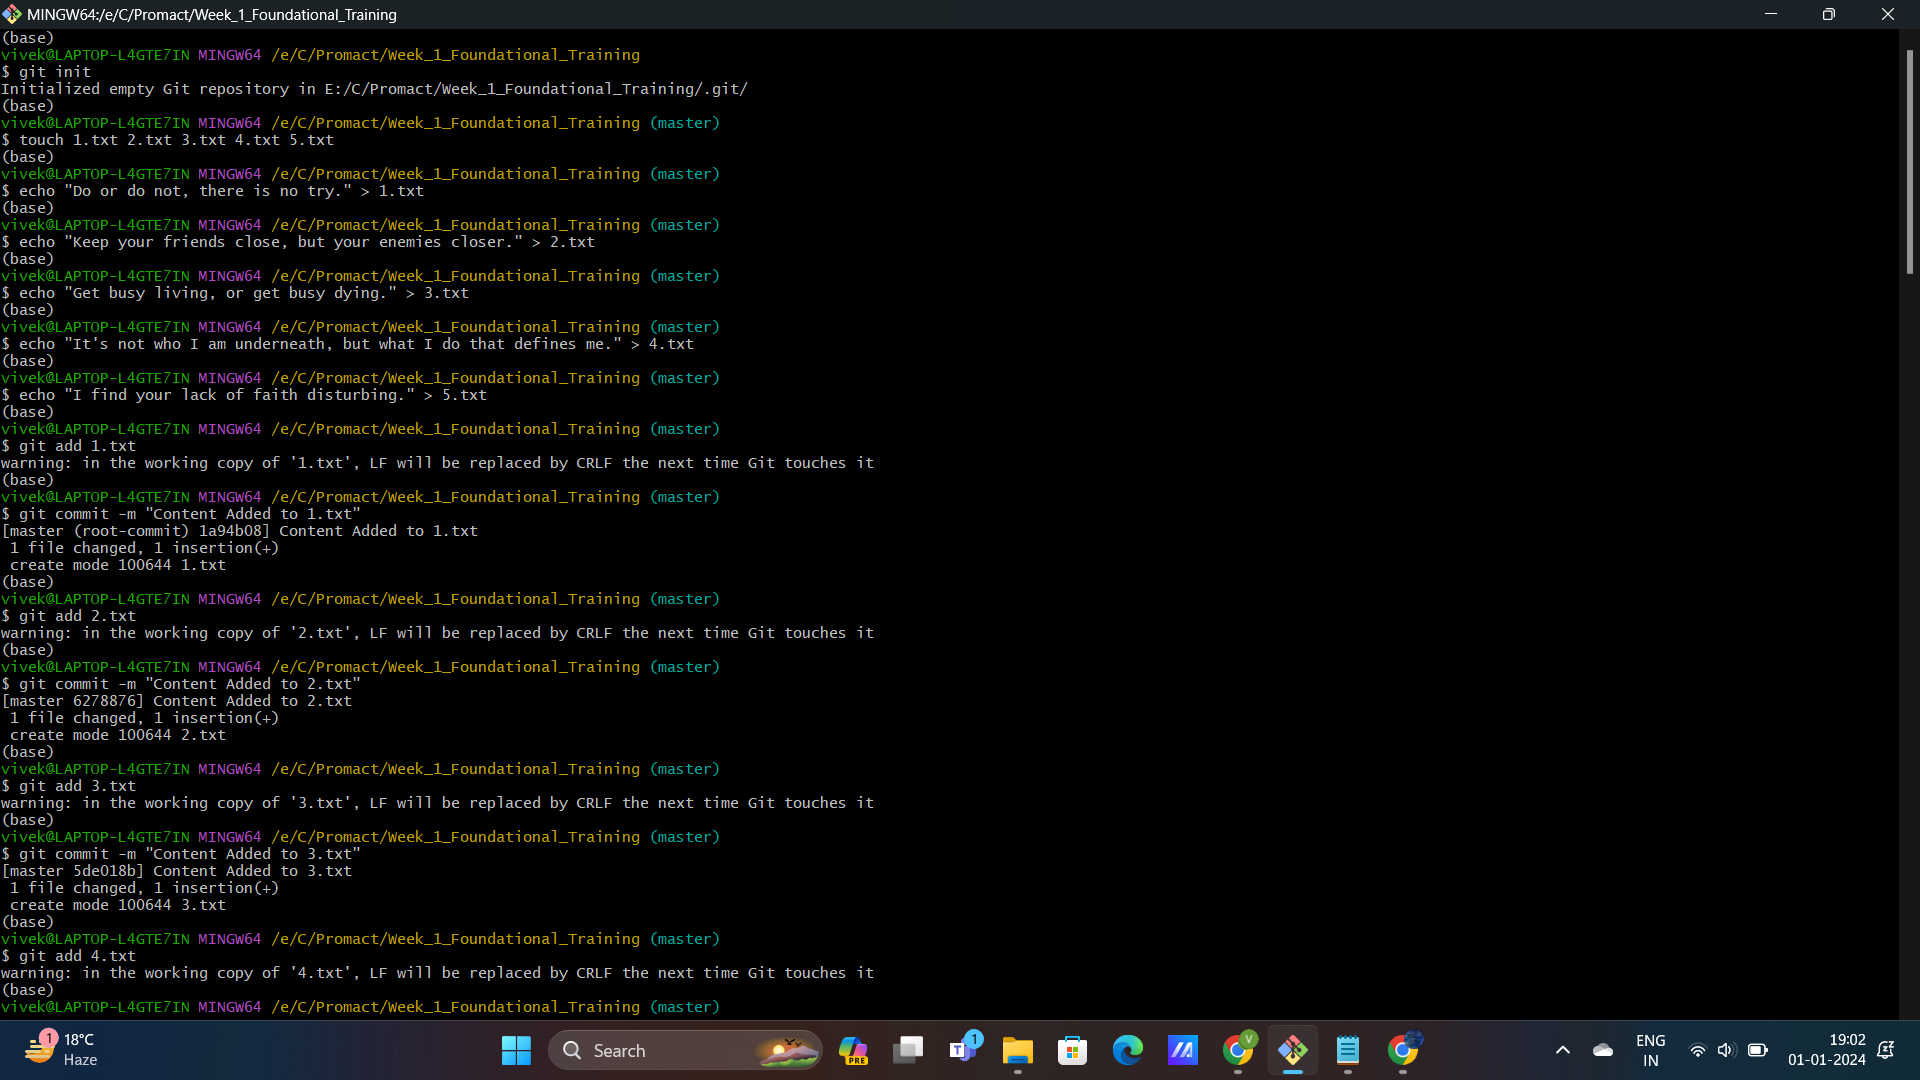 MINGW64:/e/C/Promact/Week_1_Foundational_Training
(base)
vivek@LAPTOP-L4GTE7IN MINGW64 /e/C/Promact/Week_1_Foundational_Training
$ git init
Initialized empty Git repository in E:/C/Promact/Week_1_Foundational_Training/.git/
(base)
vivek@LAPTOP-L4GTE7IN MINGW64 /e/C/Promact/Week_1_Foundational_Training (master)
$ touch 1.txt 2.txt 3.txt 4.txt 5.txt
(base)
vivek@LAPTOP-L4GTE7IN MINGW64 /e/C/Promact/Week_1_Foundational_Training (master)
$ echo "Do or do not, there is no try." > 1.txt
(base)
vivek@LAPTOP-L4GTE7IN MINGW64 /e/C/Promact/Week_1_Foundational_Training (master)
$ echo "Keep your friends close, but your enemies closer." > 2.txt
(base)
vivek@LAPTOP-L4GTE7IN MINGW64 /e/C/Promact/Week_1_Foundational_Training (master)
$ echo "Get busy living, or get busy dying." > 3.txt
(base)
vivek@LAPTOP-L4GTE7IN MINGW64 /e/C/Promact/Week_1_Foundational_Training (master)
$ echo "It's not who I am underneath, but what I do that defines me." > 4.txt
(base)
vivek@LAPTOP-L4GTE7IN MINGW64 /e/C/Promact/Week_1_Foundational_Training (master)
$ echo "I find your lack of faith disturbing." > 5.txt
(base)
vivek@LAPTOP-L4GTE7IN MINGW64 /e/C/Promact/Week_1_Foundational_Training (master)
$ git add 1.txt
warning: in the working copy of '1.txt', LF will be replaced by CRLF the next time Git touches it
(base)
vivek@LAPTOP-L4GTE7IN MINGW64 /e/C/Promact/Week_1_Foundational_Training (master)
$ git commit -m "Content Added to 1.txt"
[master (root-commit) 1a94b08] Content Added to 1.txt
 1 file changed, 1 insertion(+)
 create mode 100644 1.txt
(base)
vivek@LAPTOP-L4GTE7IN MINGW64 /e/C/Promact/Week_1_Foundational_Training (master)
$ git add 2.txt
warning: in the working copy of '2.txt', LF will be replaced by CRLF the next time Git touches it
(base)
vivek@LAPTOP-L4GTE7IN MINGW64 /e/C/Promact/Week_1_Foundational_Training (master)
$ git commit -m "Content Added to 2.txt"
[master 6278876] Content Added to 2.txt
 1 file changed, 1 insertion(+)
 create mode 100644 2.txt
(base)
vivek@LAPTOP-L4GTE7IN MINGW64 /e/C/Promact/Week_1_Foundational_Training (master)
$ git add 3.txt
warning: in the working copy of '3.txt', LF will be replaced by CRLF the next time Git touches it
(base)
vivek@LAPTOP-L4GTE7IN MINGW64 /e/C/Promact/Week_1_Foundational_Training (master)
$ git commit -m "Content Added to 3.txt"
[master 5de018b] Content Added to 3.txt
 1 file changed, 1 insertion(+)
 create mode 100644 3.txt
(base)
vivek@LAPTOP-L4GTE7IN MINGW64 /e/C/Promact/Week_1_Foundational_Training (master)
$ git add 4.txt
warning: in the working copy of '4.txt', LF will be replaced by CRLF the next time Git touches it
(base)
vivek@LAPTOP-L4GTE7IN MINGW64 /e/C/Promact/Week_1_Foundational_Training (master)
1 18°C
Haze
Search
PRE
T 1
V
ENG
IN
19:02
01-01-2024